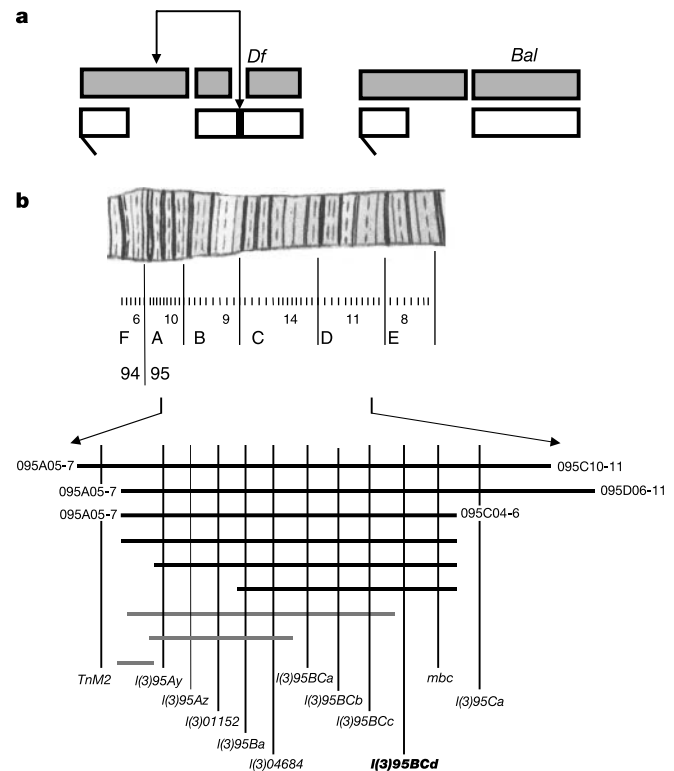 a
Df
Bal
b
6 10 9 14 11 8
F A B C D E
94 95
095A05-7 095C10-11
095A05-7 095D06-11
095A05-7 095C04-6
TnM2
l(3)95Ay
l(3)95Az
l(3)01152
l(3)95Ba
l(3)04684
l(3)95BCa
l(3)95BCb
l(3)95BCc
l(3)95BCd
mbc
l(3)95Ca